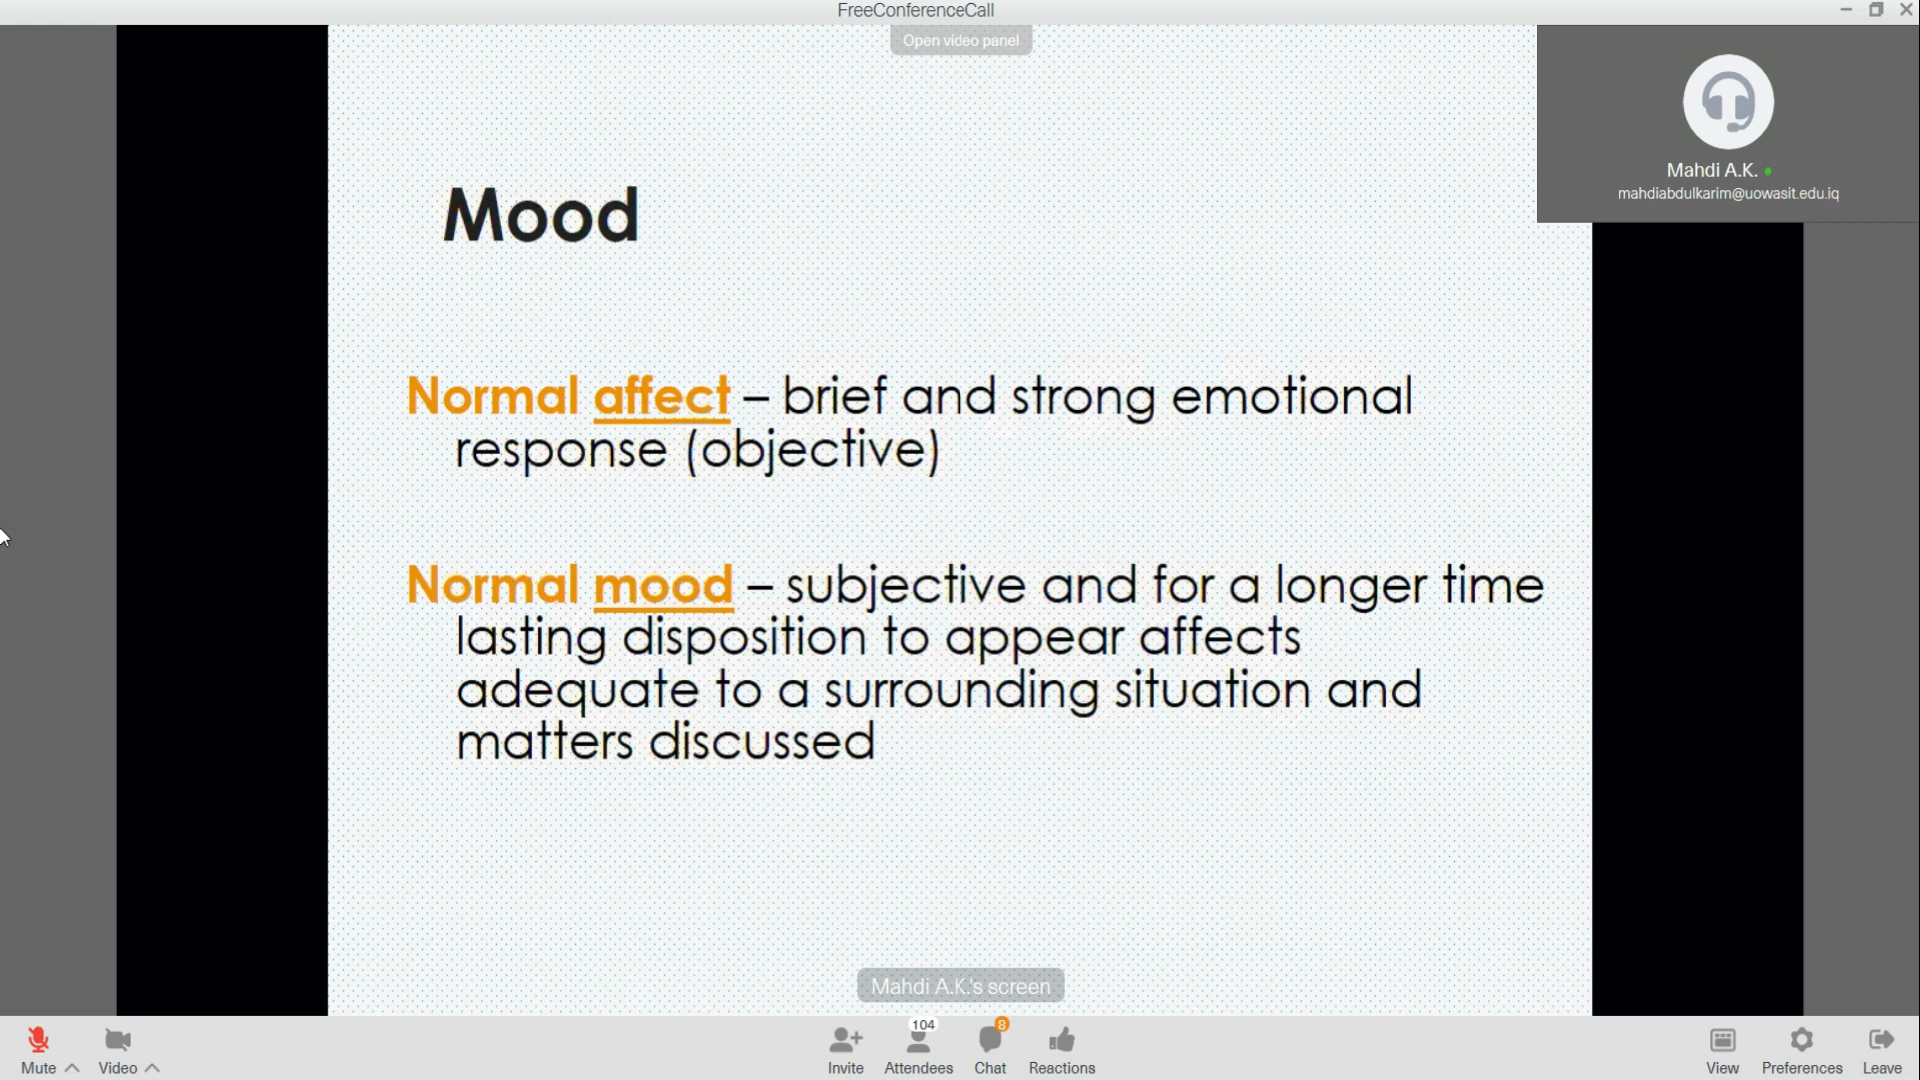 FreeConferenceCall
Open video panel
Mahdi A.K.
mahdiabdulkarim@uowasit.edu.iq
Mood
Normal affect – brief and strong emotional
response (objective)
Normal mood – subjective and for a longer time
lasting disposition to appear affects
adequate to a surrounding situation and
matters discussed
Mahdi A.K.'s screen
104
8
Mute Video Invite Attendees Chat Reactions View Preferences Leave